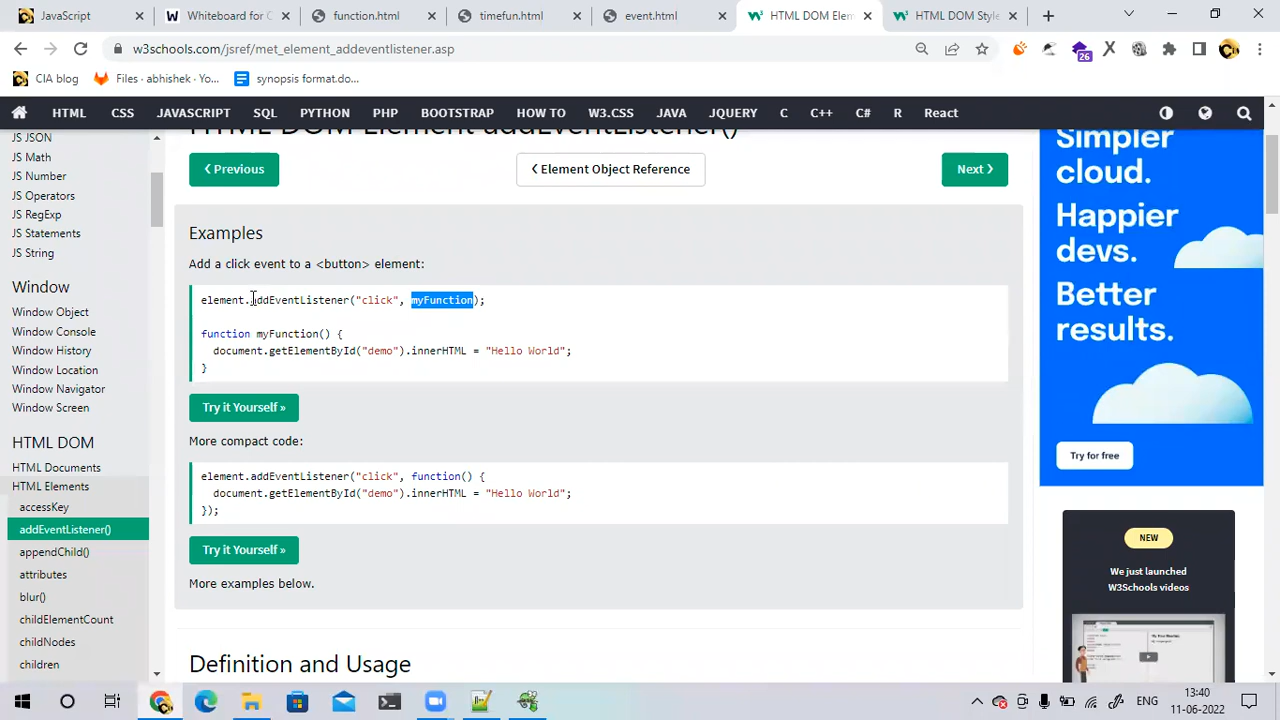 JavaScript
Whiteboard for C
function.html
timefun.html
event.html
HTML DOM Elem
HTML DOM Style
w3schools.com/jsref/met_element_addeventlistener.asp
26
CIA blog
Files · abhishek · Yo...
synopsis format.do...
HTML
CSS
JAVASCRIPT
SQL
PYTHON
PHP
BOOTSTRAP
HOW TO
W3.CSS
JAVA
JQUERY
C
C++
C#
R
React
JS JSON
JS Math
JS Number
JS Operators
JS RegExp
JS Statements
JS String
Window
Window Object
Window Console
Window History
Window Location
Window Navigator
Window Screen
HTML DOM
HTML Documents
HTML Elements
accessKey
addEventListener()
appendChild()
attributes
blur()
childElementCount
childNodes
children
HTML DOM Element addEventListener()
❮ Previous
❮ Element Object Reference
Next ❯
Examples
Add a click event to a <button> element:
element.addEventListener("click", myFunction);
function myFunction() {
document.getElementById("demo").innerHTML = "Hello World";
}
Try it Yourself »
More compact code:
element.addEventListener("click", function() {
document.getElementById("demo").innerHTML = "Hello World";
});
Try it Yourself »
More examples below.
Definition and Usage
Simpler
cloud.
Happier
devs.
Better
results.
Try for free
NEW
We just launched
W3Schools videos
ENG
13:40
11-06-2022